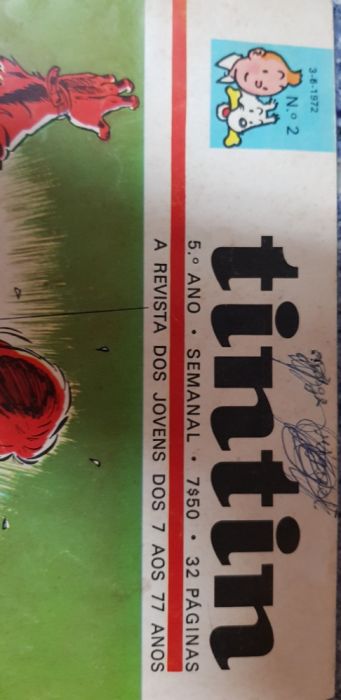 3-6-1972
N.º 2
tintin
5.º ANO • SEMANAL • 7$50 • 32 PÁGINAS
A REVISTA DOS JOVENS DOS 7 AOS 77 ANOS